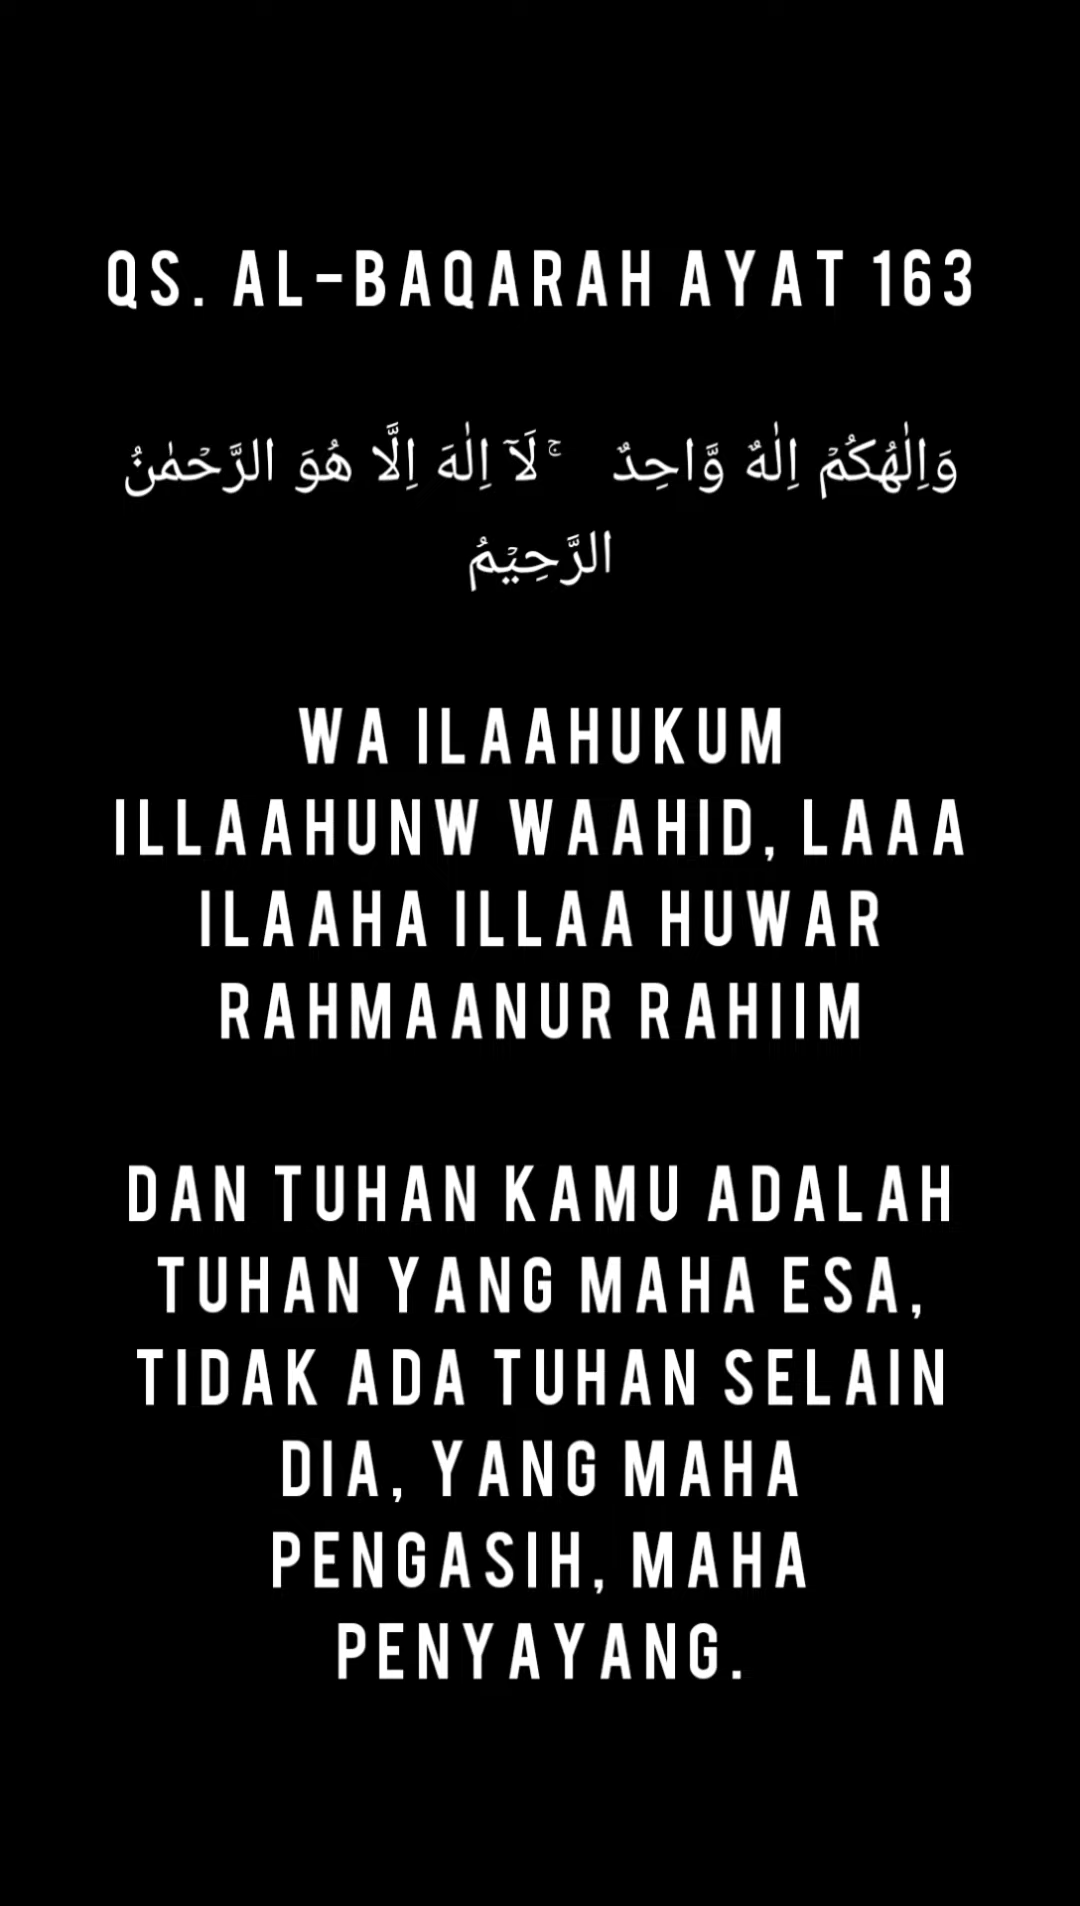 QS. AL-BAQARAH AYAT 163
وَاِلٰهُكُمْ اِلٰهٌ وَّاحِدٌ ۚ لَآ اِلٰهَ اِلَّا هُوَ الرَّحْمٰنُ
الرَّحِيْمُ
WA ILAAHUKUM
ILLAAHUNW WAAHID, LAAA
ILAAHA ILLAA HUWAR
RAHMAANUR RAHIIM
DAN TUHAN KAMU ADALAH
TUHAN YANG MAHA ESA,
TIDAK ADA TUHAN SELAIN
DIA, YANG MAHA
PENGASIH, MAHA
PENYAYANG.